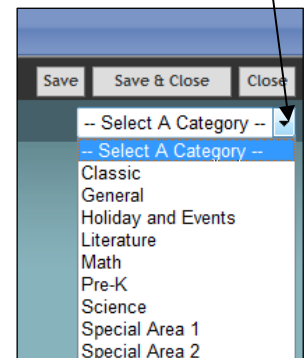 Save Save & Close Close
-- Select A Category --
-- Select A Category --
Classic
General
Holiday and Events
Literature
Math
Pre-K
Science
Special Area 1
Special Area 2